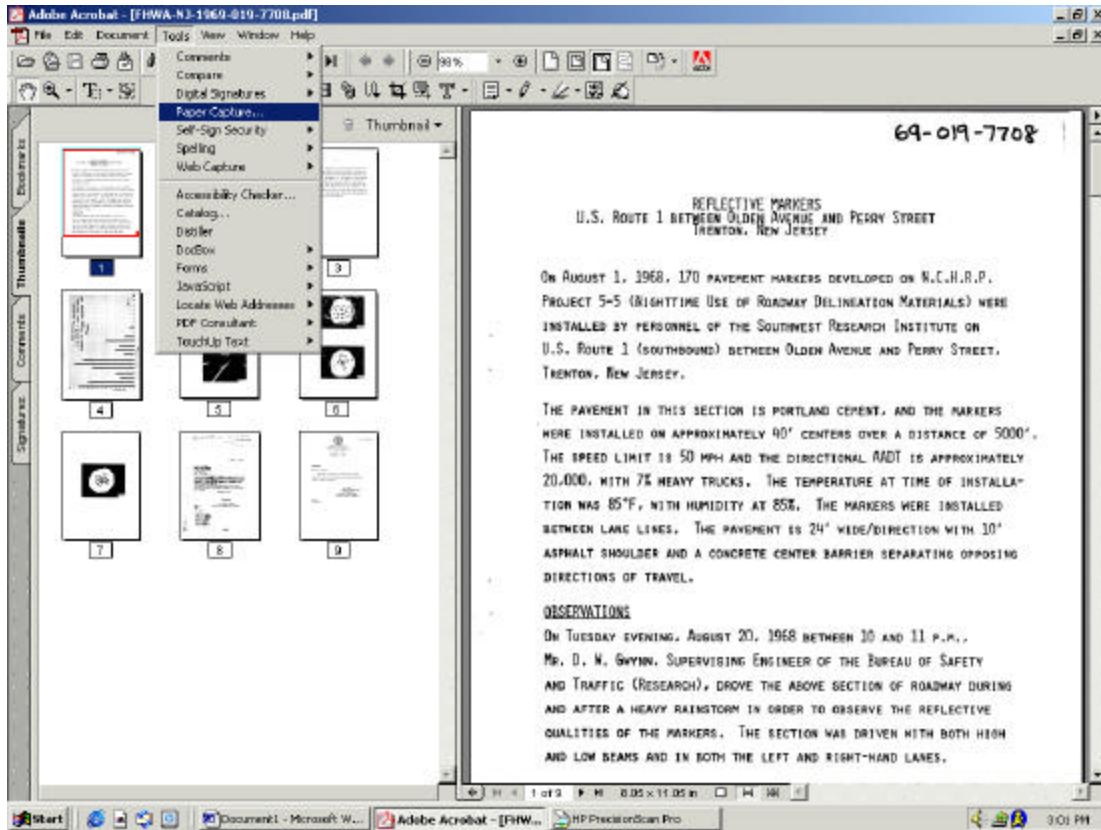 Adobe Acrobat - [FHWA-NJ-1969-019-7708.pdf]
File Edit Document Tools View Window Help
98%
Comments
Compare
Digital Signatures
Paper Capture...
Self-Sign Security
Spelling
Web Capture
Accessibility Checker...
Catalog...
Distiller
DocBox
Forms
JavaScript
Locate Web Addresses
PDF Consultant
TouchUp Text
Thumbnail
Bookmarks
Thumbnails
Comments
Signatures
1
3
4
5
6
7
8
9
69-019-7708
REFLECTIVE MARKERS
U.S. ROUTE 1 BETWEEN OLDEN AVENUE AND PERRY STREET
TRENTON, NEW JERSEY
ON AUGUST 1, 1968, 170 PAVEMENT MARKERS DEVELOPED ON N.C.H.R.P.
PROJECT 5-5 (NIGHTTIME USE OF ROADWAY DELINEATION MATERIALS) WERE
INSTALLED BY PERSONNEL OF THE SOUTHWEST RESEARCH INSTITUTE ON
U.S. ROUTE 1 (SOUTHBOUND) BETWEEN OLDEN AVENUE AND PERRY STREET,
TRENTON, NEW JERSEY.
THE PAVEMENT IN THIS SECTION IS PORTLAND CEMENT, AND THE MARKERS
WERE INSTALLED ON APPROXIMATELY 40' CENTERS OVER A DISTANCE OF 5000'.
THE SPEED LIMIT IS 50 MPH AND THE DIRECTIONAL AADT IS APPROXIMATELY
20,000, WITH 7% HEAVY TRUCKS. THE TEMPERATURE AT TIME OF INSTALLA-
TION WAS 85°F, WITH HUMIDITY AT 85%. THE MARKERS WERE INSTALLED
BETWEEN LANE LINES. THE PAVEMENT IS 24' WIDE/DIRECTION WITH 10'
ASPHALT SHOULDER AND A CONCRETE CENTER BARRIER SEPARATING OPPOSING
DIRECTIONS OF TRAVEL.
OBSERVATIONS
ON TUESDAY EVENING, AUGUST 20, 1968 BETWEEN 10 AND 11 P.M.,
MR. D. W. GWYNN, SUPERVISING ENGINEER OF THE BUREAU OF SAFETY
AND TRAFFIC (RESEARCH), DROVE THE ABOVE SECTION OF ROADWAY DURING
AND AFTER A HEAVY RAINSTORM IN ORDER TO OBSERVE THE REFLECTIVE
QUALITIES OF THE MARKERS. THE SECTION WAS DRIVEN WITH BOTH HIGH
AND LOW BEAMS AND IN BOTH THE LEFT AND RIGHT-HAND LANES.
1 of 9 8.05 x 11.05 in
Start Document1 - Microsoft W... Adobe Acrobat - [FHW... HP PrecisionScan Pro 3:01 PM